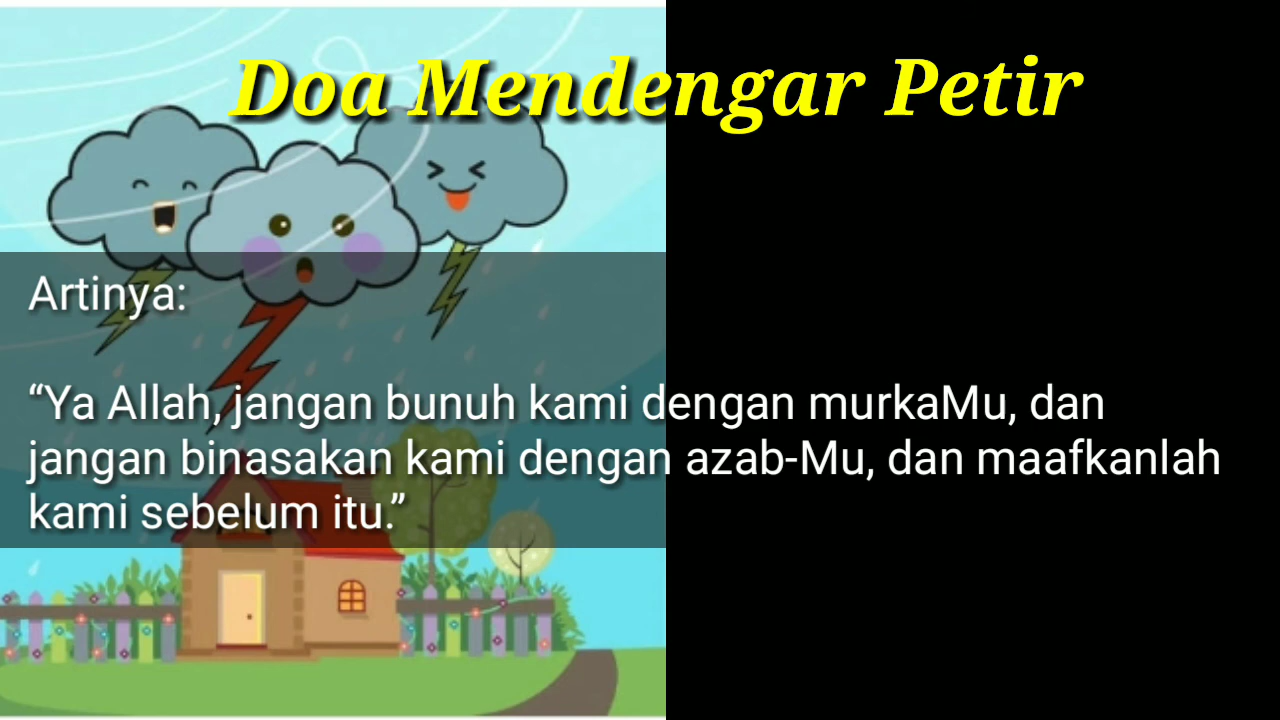 Doa Mendengar Petir
Artinya:
“Ya Allah, jangan bunuh kami dengan murkaMu, dan
jangan binasakan kami dengan azab-Mu, dan maafkanlah
kami sebelum itu.”